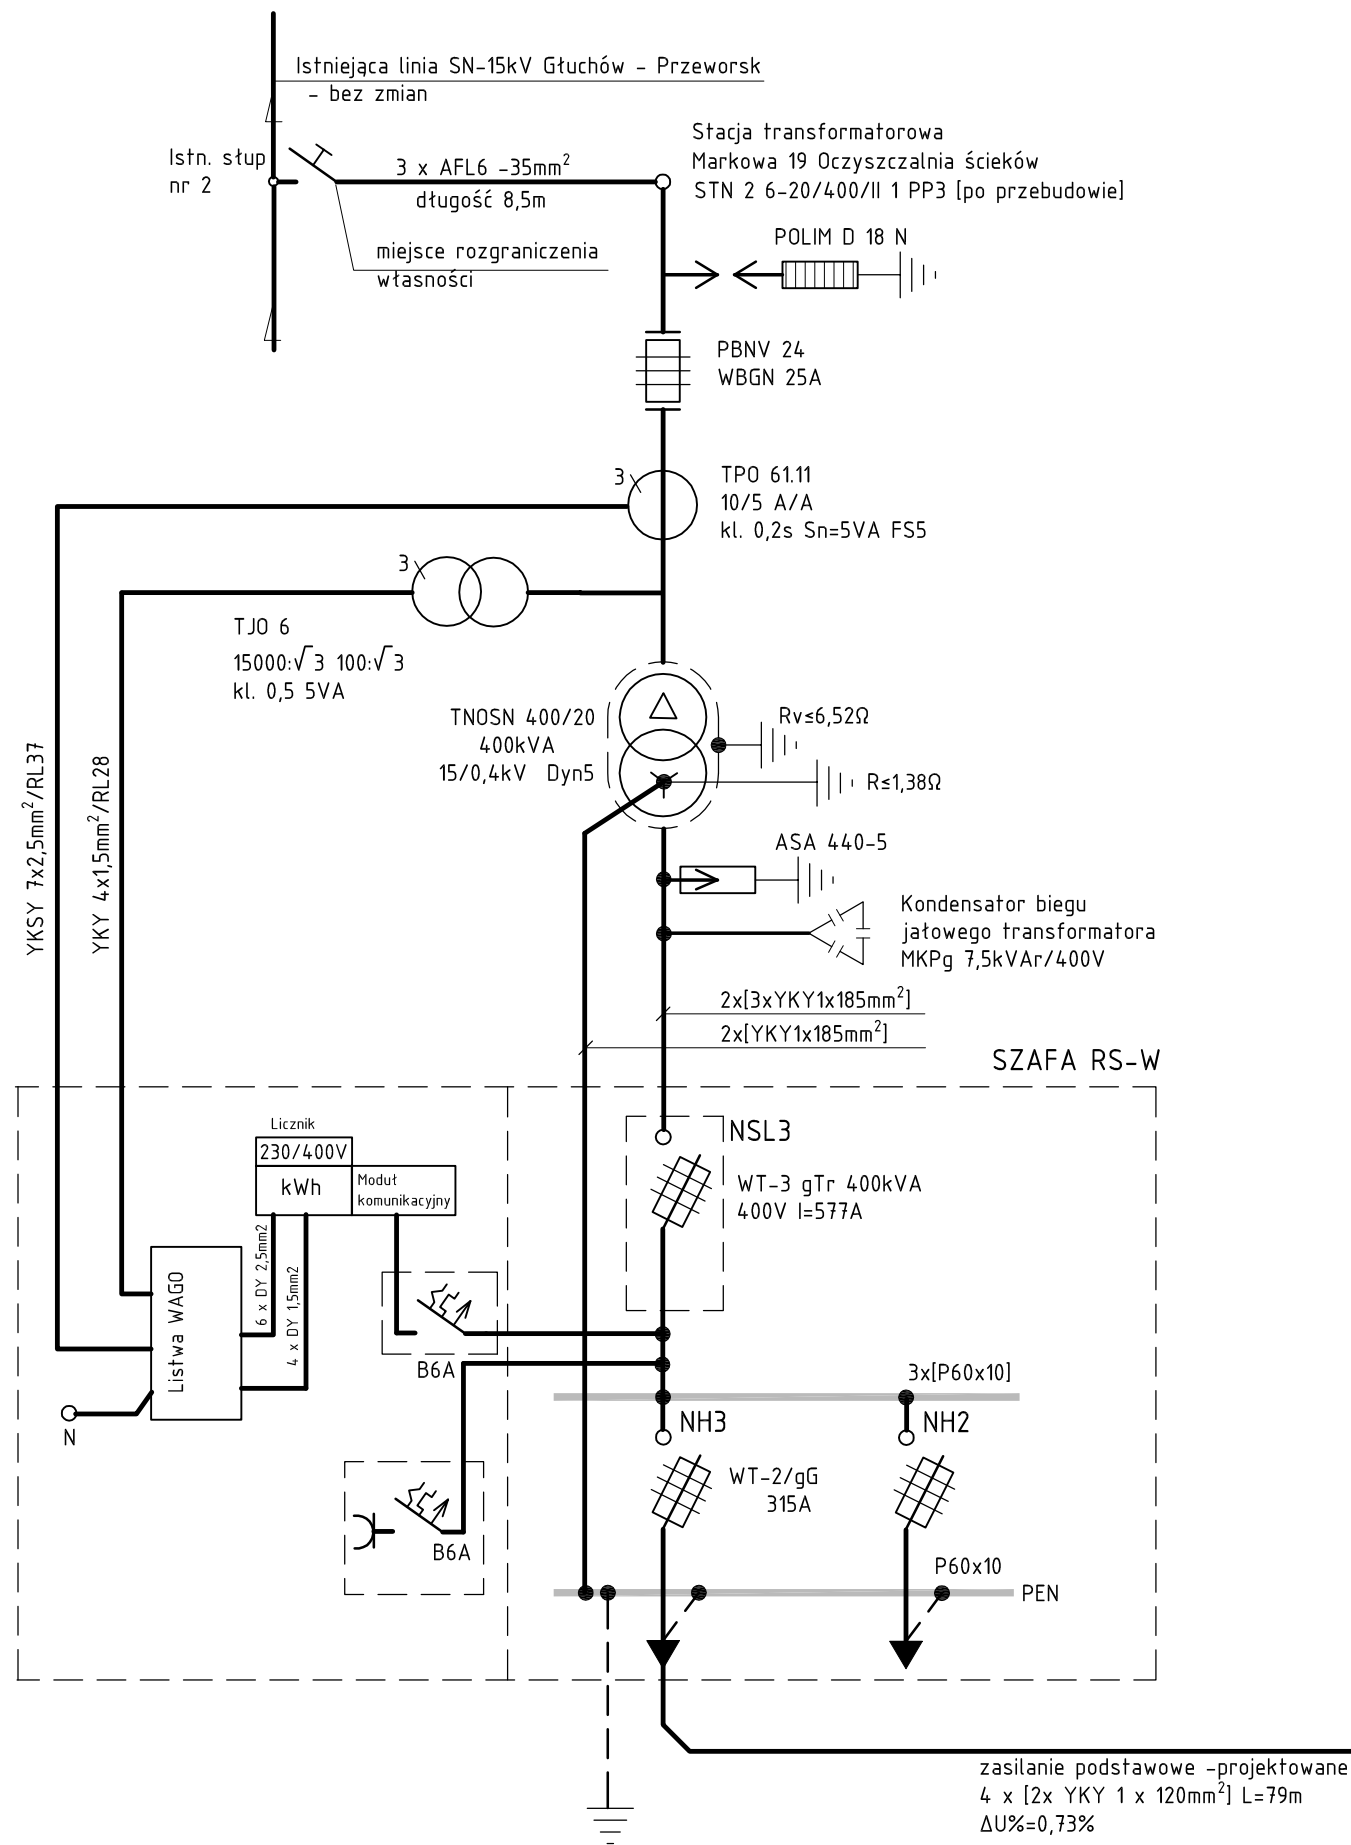 Istniejąca linia SN-15kV Głuchów - Przeworsk
- bez zmian
Istn. słup
nr 2
3 x AFL6 -35mm²
długość 8,5m
miejsce rozgraniczenia
własności
Stacja transformatorowa
Markowa 19 Oczyszczalnia ścieków
STN 2 6-20/400/II 1 PP3 [po przebudowie]
POLIM D 18 N
PBNV 24
WBGN 25A
3
TPO 61.11
10/5 A/A
kl. 0,2s Sn=5VA FS5
3
TJO 6
15000:√3 100:√3
kl. 0,5 5VA
TNOSN 400/20
400kVA
15/0,4kV Dyn5
Rv≤6,52Ω
R≤1,38Ω
YKSY 7x2,5mm²/RL37
YKY 4x1,5mm²/RL28
ASA 440-5
Kondensator biegu
jałowego transformatora
MKPg 7,5kVAr/400V
2x[3xYKY1x185mm²]
2x[YKY1x185mm²]
SZAFA RS-W
Licznik
230/400V
kWh
Moduł
komunikacyjny
NSL3
WT-3 gTr 400kVA
400V I=577A
6 x DY 2,5mm2
4 x DY 1,5mm2
Listwa WAGO
N
B6A
B6A
3x[P60x10]
NH3
NH2
WT-2/gG
315A
P60x10
PEN
zasilanie podstawowe -projektowane
4 x [2x YKY 1 x 120mm²] L=79m
ΔU%=0,73%